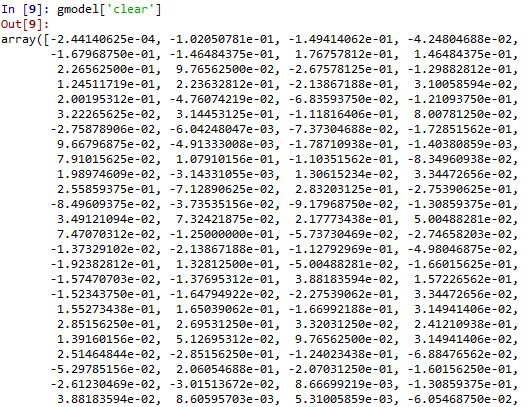 In [9]: gmodel['clear']
Out[9]:
array([-2.44140625e-04, -1.02050781e-01, -1.49414062e-01, -4.24804688e-02,
-1.67968750e-01, -1.46484375e-01, 1.76757812e-01, 1.46484375e-01,
2.26562500e-01, 9.76562500e-02, -2.67578125e-01, -1.29882812e-01,
1.24511719e-01, 2.23632812e-01, -2.13867188e-01, 3.10058594e-02,
2.00195312e-01, -4.76074219e-02, -6.83593750e-02, -1.21093750e-01,
3.22265625e-02, 3.14453125e-01, -1.11816406e-01, 8.00781250e-02,
-2.75878906e-02, -6.04248047e-03, -7.37304688e-02, -1.72851562e-01,
9.66796875e-02, -4.91333008e-03, -1.78710938e-01, -1.40380859e-03,
7.91015625e-02, 1.07910156e-01, -1.10351562e-01, -8.34960938e-02,
1.98974609e-02, -3.14331055e-03, 1.30615234e-02, 3.34472656e-02,
2.55859375e-01, -7.12890625e-02, 2.83203125e-01, -2.75390625e-01,
-8.49609375e-02, -3.73535156e-02, -9.17968750e-02, -1.30859375e-01,
3.49121094e-02, 7.32421875e-02, 2.17773438e-01, 5.00488281e-02,
7.47070312e-02, -1.25000000e-01, -5.73730469e-02, -2.74658203e-02,
-1.37329102e-02, -2.13867188e-01, -1.12792969e-01, -4.98046875e-02,
-1.92382812e-01, 1.32812500e-01, -5.00488281e-02, -1.66015625e-01,
-1.57470703e-02, -1.37695312e-01, 3.88183594e-02, 1.57226562e-01,
-1.52343750e-01, -1.64794922e-02, -2.27539062e-01, 3.34472656e-02,
1.55273438e-01, 1.65039062e-01, -1.66992188e-01, 3.14941406e-02,
2.85156250e-01, 2.69531250e-01, 3.32031250e-02, 2.41210938e-01,
1.39160156e-02, 5.12695312e-02, 9.76562500e-02, 3.14941406e-02,
2.51464844e-02, -2.85156250e-01, -1.24023438e-01, -6.88476562e-02,
-5.29785156e-02, 2.06054688e-01, -2.07031250e-01, -1.60156250e-01,
-2.61230469e-02, -3.01513672e-02, 8.66699219e-03, -1.30859375e-01,
3.88183594e-02, 8.60595703e-03, 5.31005859e-03, -6.05468750e-02,